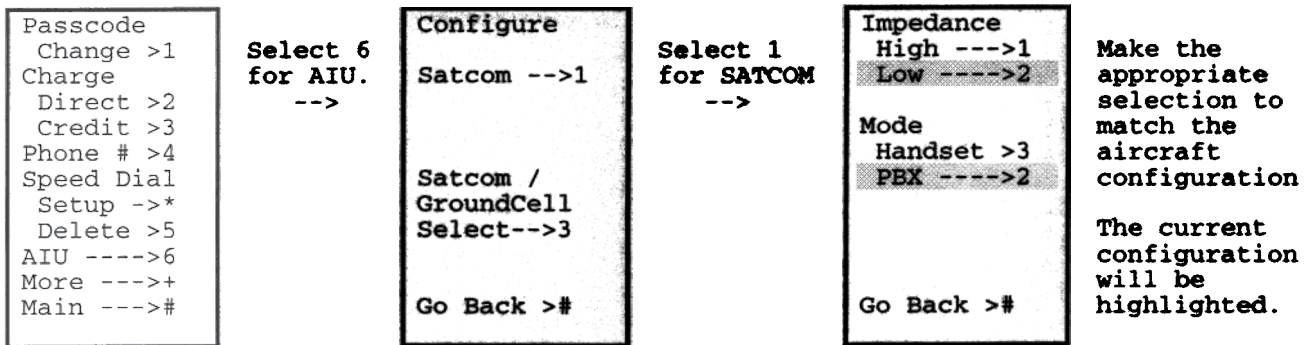 Passcode
Change >1
Charge
Direct >2
Credit >3
Phone # >4
Speed Dial
Setup ->*
Delete >5
AIU ---->6
More --->+
Main --->#
Select 6
for AIU.
-->
Configure
Satcom -->1
Satcom /
GroundCell
Select-->3
Go Back >#
Select 1
for SATCOM
-->
Impedance
High --->1
Low ---->2
Mode
Handset >3
PBX ---->2
Go Back >#
Make the
appropriate
selection to
match the
aircraft
configuration
The current
configuration
will be
highlighted.